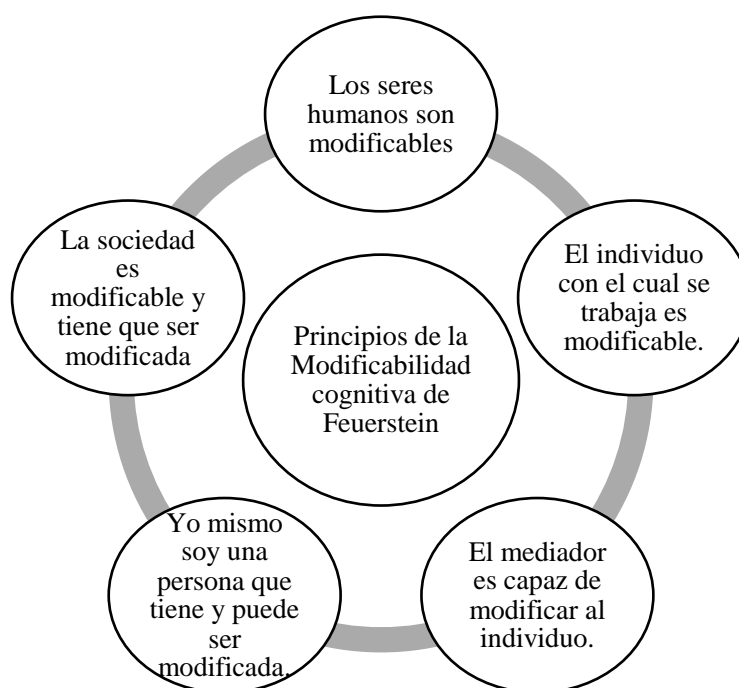 Los seres
humanos son
modificables
El individuo
con el cual se
trabaja es
modificable.
El mediador
es capaz de
modificar al
individuo.
Yo mismo
soy una
persona que
tiene y puede
ser
modificada.
La sociedad
es
modificable y
tiene que ser
modificada
Principios de la
Modificabilidad
cognitiva de
Feuerstein